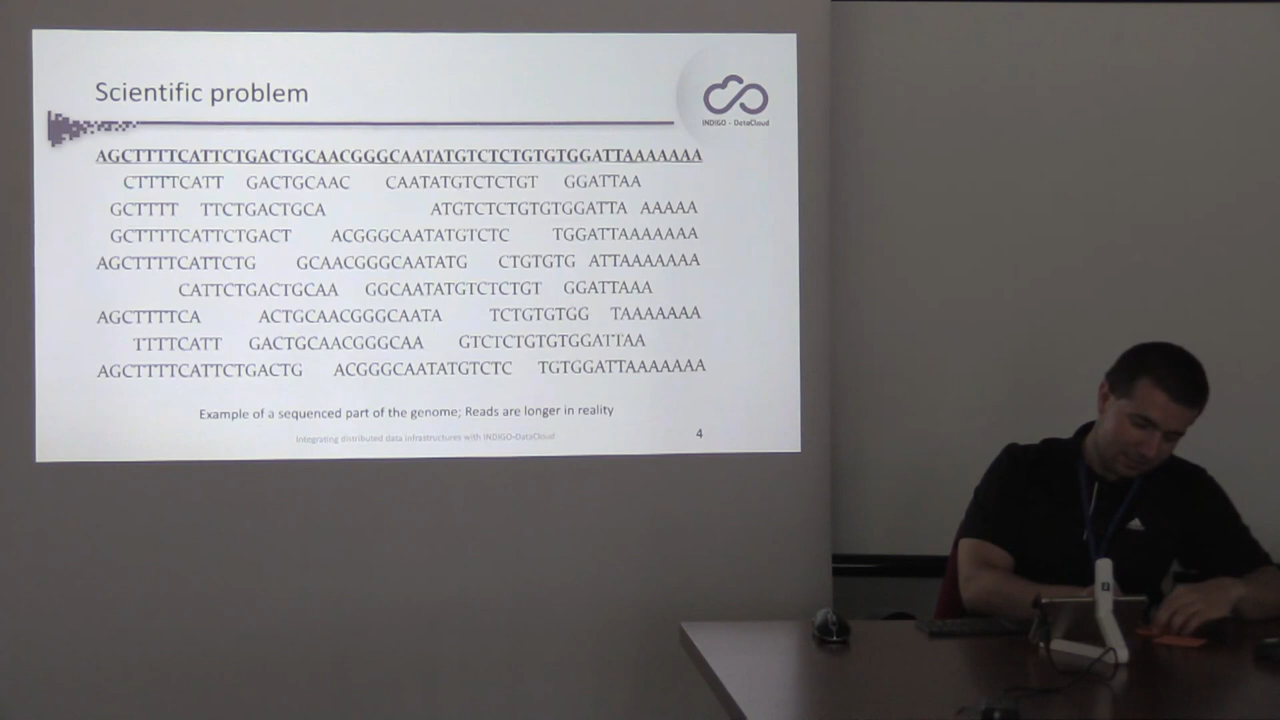 Scientific problem
INDIGO - DataCloud
AGCTTTTCATTCTGACTGCAACGGGCAATATGTCTCTGTGTGGATTAAAAAAA
CTTTTCATT GACTGCAAC CAATATGTCTCTGT GGATTAA
GCTTTT TTCTGACTGCA ATGTCTCTGTGTGGATTA AAAAA
GCTTTTCATTCTGACT ACGGGCAATATGTCTC TGGATTAAAAAAA
AGCTTTTCATTCTG GCAACGGGCAATATG CTGTGTG ATTAAAAAAA
CATTCTGACTGCAA GGCAATATGTCTCTGT GGATTAAA
AGCTTTTCA ACTGCAACGGGCAATA TCTGTGTGG TAAAAAAA
TTTTCATT GACTGCAACGGGCAA GTCTCTGTGTGGATTAA
AGCTTTTCATTCTGACTG ACGGGCAATATGTCTC TGTGGATTAAAAAAA
Example of a sequenced part of the genome; Reads are longer in reality
Integrating distributed data infrastructures with INDIGO-DataCloud
4